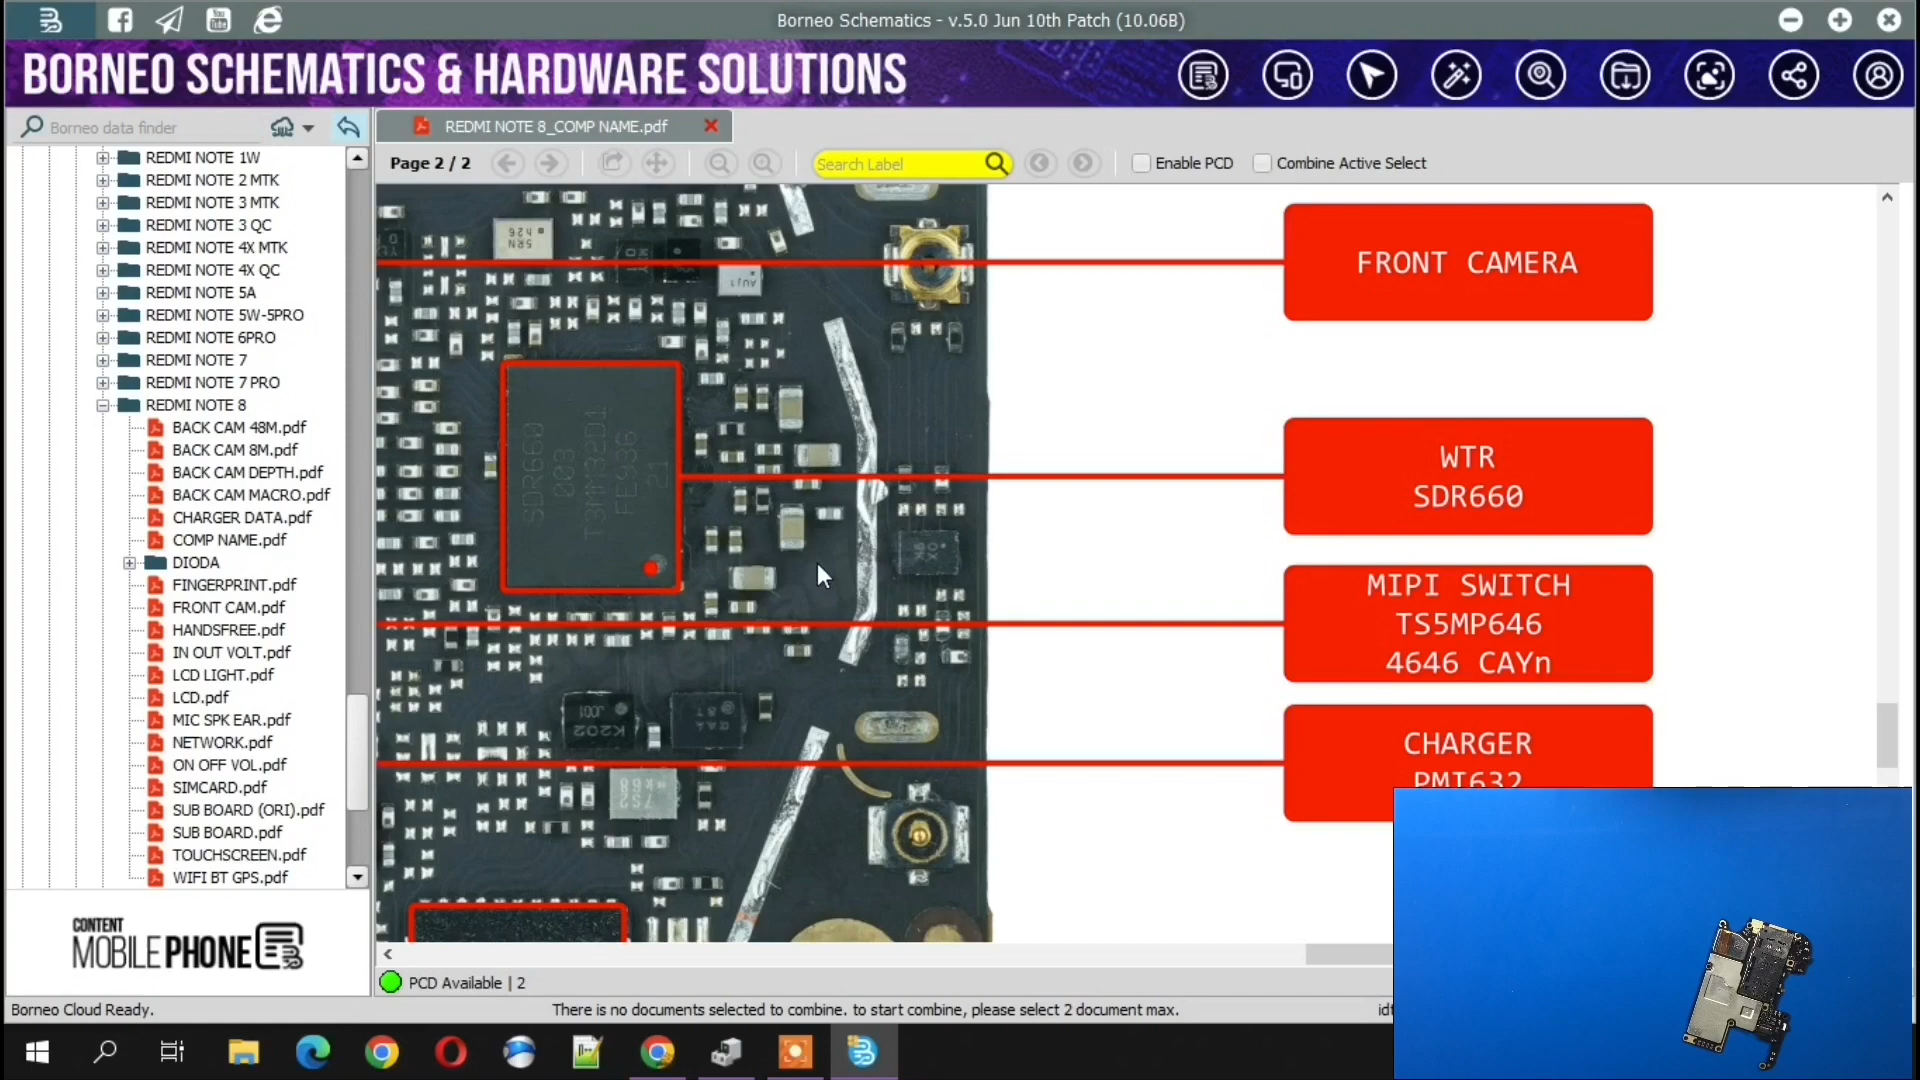 Borneo Schematics - v.5.0 Jun 10th Patch (10.06B)
BORNEO SCHEMATICS & HARDWARE SOLUTIONS
Borneo data finder
REDMI NOTE 8_COMP NAME.pdf
Page 2 / 2
Search Label
Enable PCD
Combine Active Select
REDMI NOTE 1W
REDMI NOTE 2 MTK
REDMI NOTE 3 MTK
REDMI NOTE 3 QC
REDMI NOTE 4X MTK
REDMI NOTE 4X QC
REDMI NOTE 5A
REDMI NOTE 5W-5PRO
REDMI NOTE 6PRO
REDMI NOTE 7
REDMI NOTE 7 PRO
REDMI NOTE 8
BACK CAM 48M.pdf
BACK CAM 8M.pdf
BACK CAM DEPTH.pdf
BACK CAM MACRO.pdf
CHARGER DATA.pdf
COMP NAME.pdf
DIODA
FINGERPRINT.pdf
FRONT CAM.pdf
HANDSFREE.pdf
IN OUT VOLT.pdf
LCD LIGHT.pdf
LCD.pdf
MIC SPK EAR.pdf
NETWORK.pdf
ON OFF VOL.pdf
SIMCARD.pdf
SUB BOARD (ORI).pdf
SUB BOARD.pdf
TOUCHSCREEN.pdf
WIFI BT GPS.pdf
FRONT CAMERA
WTR
SDR660
MIPI SWITCH
TS5MP646
4646 CAYn
CHARGER
PMI632
SDR660
003
FE936
21
K202
CONTENT
MOBILE PHONE
PCD Available | 2
Borneo Cloud Ready.
There is no documents selected to combine. to start combine, please select 2 document max.